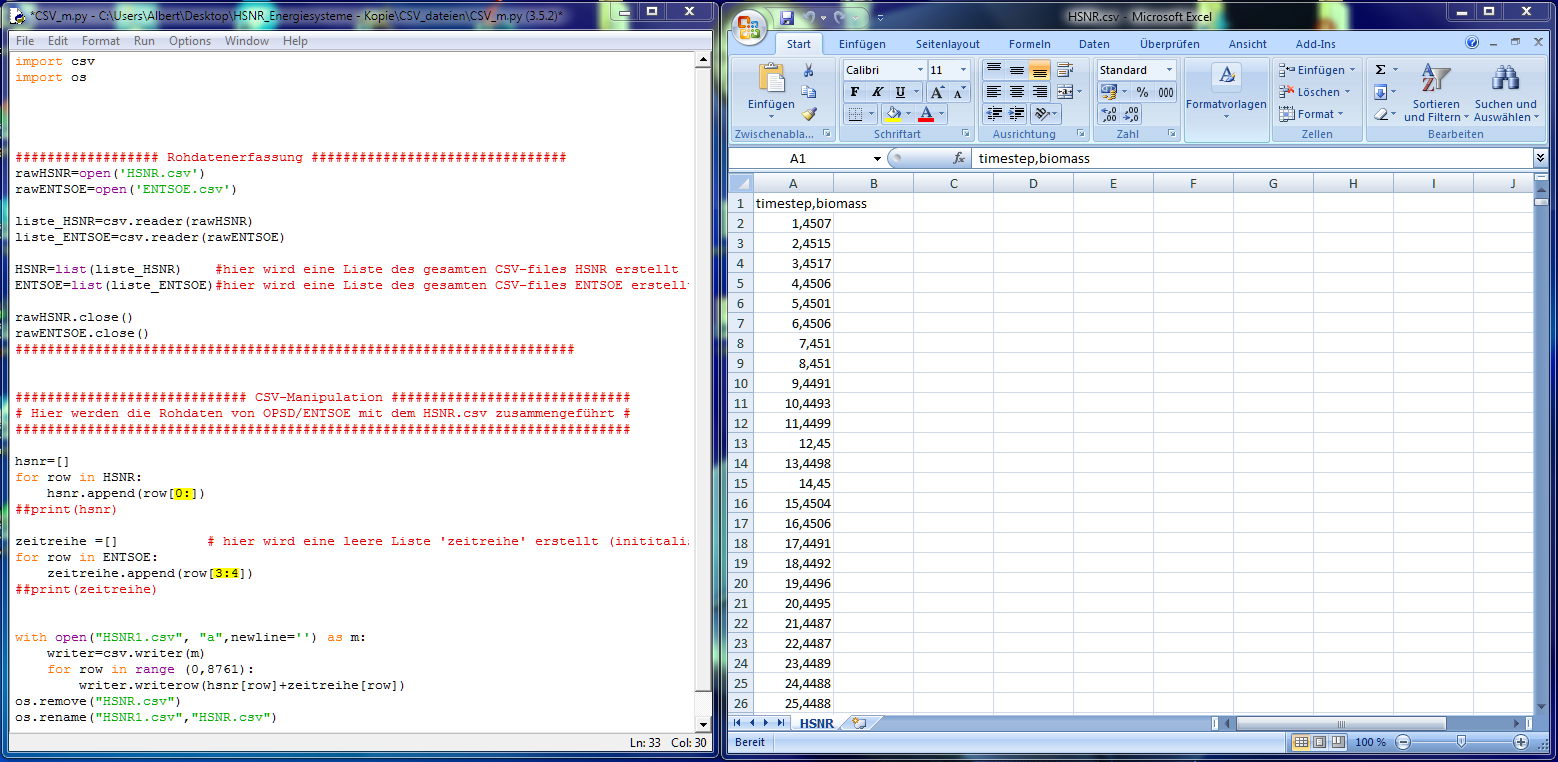 *CSV_m.py - C:\Users\Albert\Desktop\HSNR_Energiesysteme - Kopie\CSV_dateien\CSV_m.py (3.5.2)*
File Edit Format Run Options Window Help
import csv
import os
################## Rohdatenerfassung ################################
rawHSNR=open('HSNR.csv')
rawENTSOE=open('ENTSOE.csv')
liste_HSNR=csv.reader(rawHSNR)
liste_ENTSOE=csv.reader(rawENTSOE)
HSNR=list(liste_HSNR) #hier wird eine Liste des gesamten CSV-files HSNR erstellt
ENTSOE=list(liste_ENTSOE)#hier wird eine Liste des gesamten CSV-files ENTSOE erstell
rawHSNR.close()
rawENTSOE.close()
######################################################################
############################# CSV-Manipulation ##############################
# Hier werden die Rohdaten von OPSD/ENTSOE mit dem HSNR.csv zusammengeführt #
#############################################################################
hsnr=[]
for row in HSNR:
hsnr.append(row[0:])
##print(hsnr)
zeitreihe =[] # hier wird eine leere Liste 'zeitreihe' erstellt (inititali
for row in ENTSOE:
zeitreihe.append(row[3:4])
##print(zeitreihe)
with open("HSNR1.csv", "a",newline='') as m:
writer=csv.writer(m)
for row in range (0,8761):
writer.writerow(hsnr[row]+zeitreihe[row])
os.remove("HSNR.csv")
os.rename("HSNR1.csv","HSNR.csv")
Ln: 33 Col: 30
HSNR.csv - Microsoft Excel
Start Einfügen Seitenlayout Formeln Daten Überprüfen Ansicht Add-Ins
Einfügen
Zwischenabla...
Calibri 11
F K U A A
A
Schriftart
Ausrichtung
Standard
% 000
Zahl
Formatvorlagen
Einfügen
Löschen
Format
Zellen
Σ
Sortieren und Filtern
Suchen und Auswählen
Bearbeiten
A1 fx timestep,biomass
A B C D E F G H I J
1 timestep,biomass
2 1,4507
3 2,4515
4 3,4517
5 4,4506
6 5,4501
7 6,4506
8 7,451
9 8,451
10 9,4491
11 10,4493
12 11,4499
13 12,45
14 13,4498
15 14,45
16 15,4504
17 16,4506
18 17,4491
19 18,4492
20 19,4496
21 20,4495
22 21,4487
23 22,4487
24 23,4489
25 24,4488
26 25,4488
HSNR
Bereit 100 %